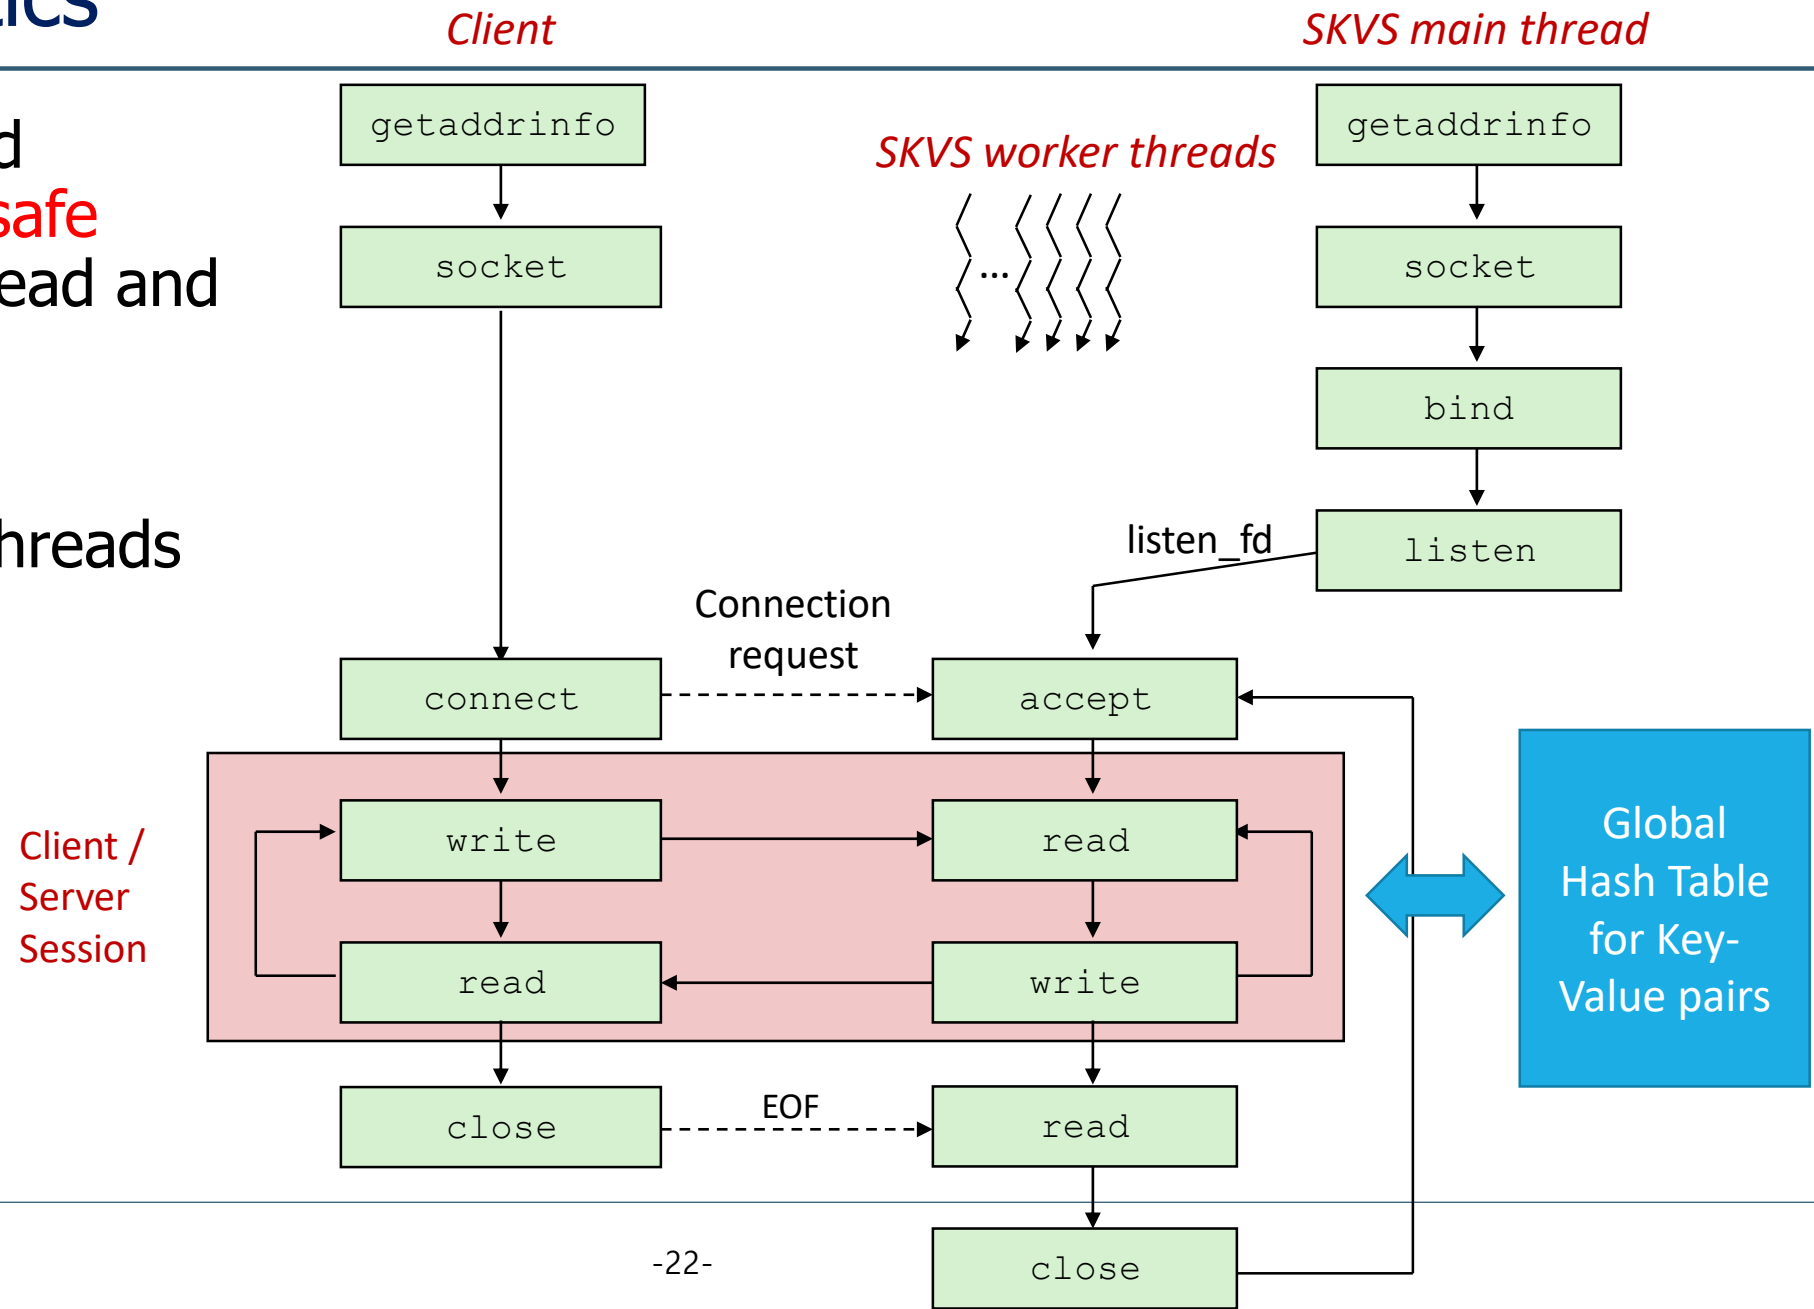 Client
SKVS main thread
getaddrinfo
getaddrinfo
SKVS worker threads
safe
socket
...
socket
ead and
bind
hreads
listen_fd
listen
Connection
request
connect
accept
Client /
Server
Session
write
read
read
write
Global
Hash Table
for Key-
Value pairs
close
EOF
read
-22-
close